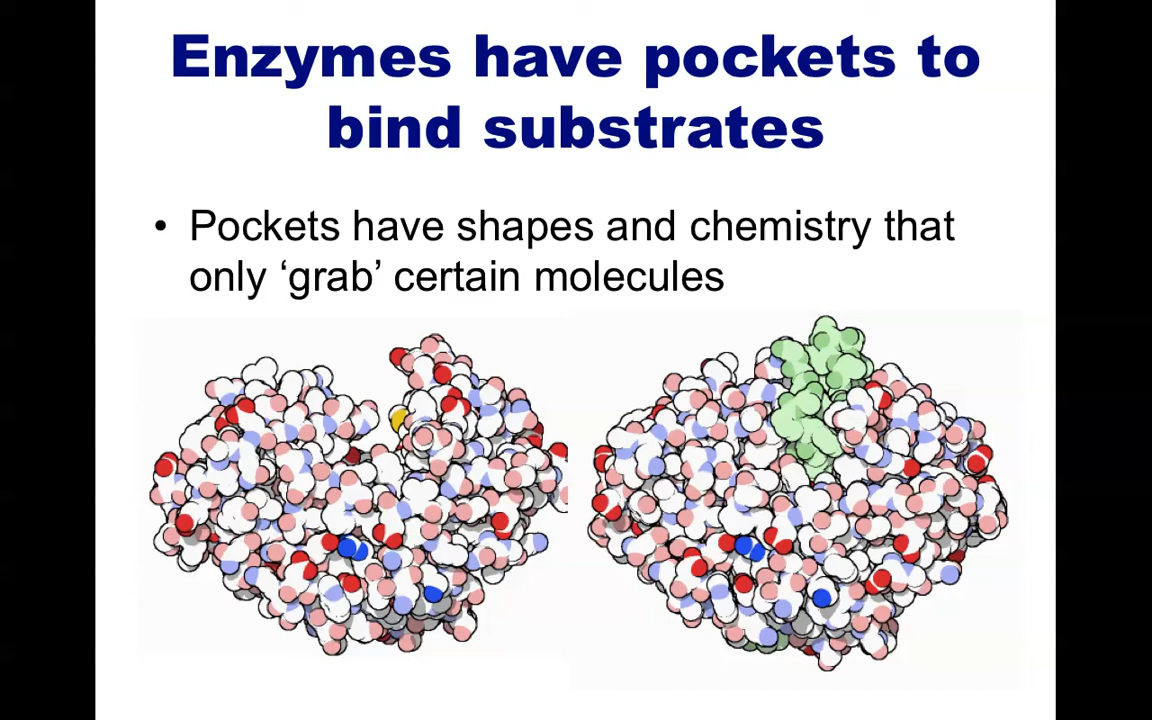 Enzymes have pockets to
bind substrates
• Pockets have shapes and chemistry that
only ‘grab’ certain molecules